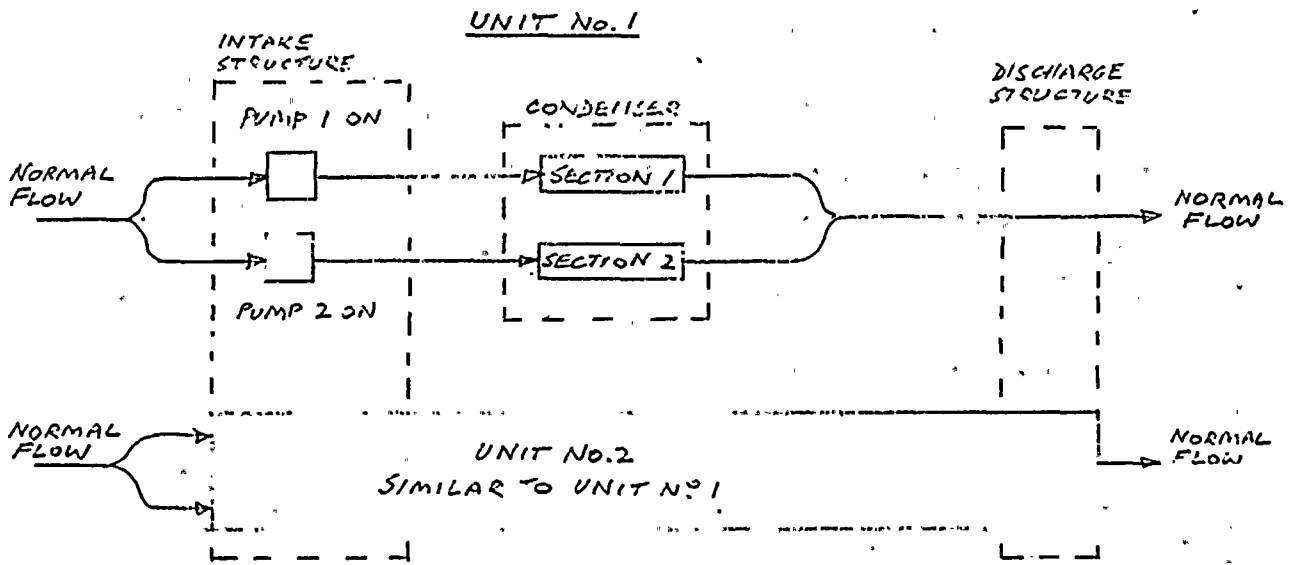 UNIT No. 1
INTAKE
STRUCTURE
DISCHARGE
STRUCTURE
PUMP 1 ON
CONDENSER
NORMAL
FLOW
SECTION 1
NORMAL
FLOW
SECTION 2
PUMP 2 ON
NORMAL
FLOW
UNIT No. 2
SIMILAR TO UNIT No 1
NORMAL
FLOW